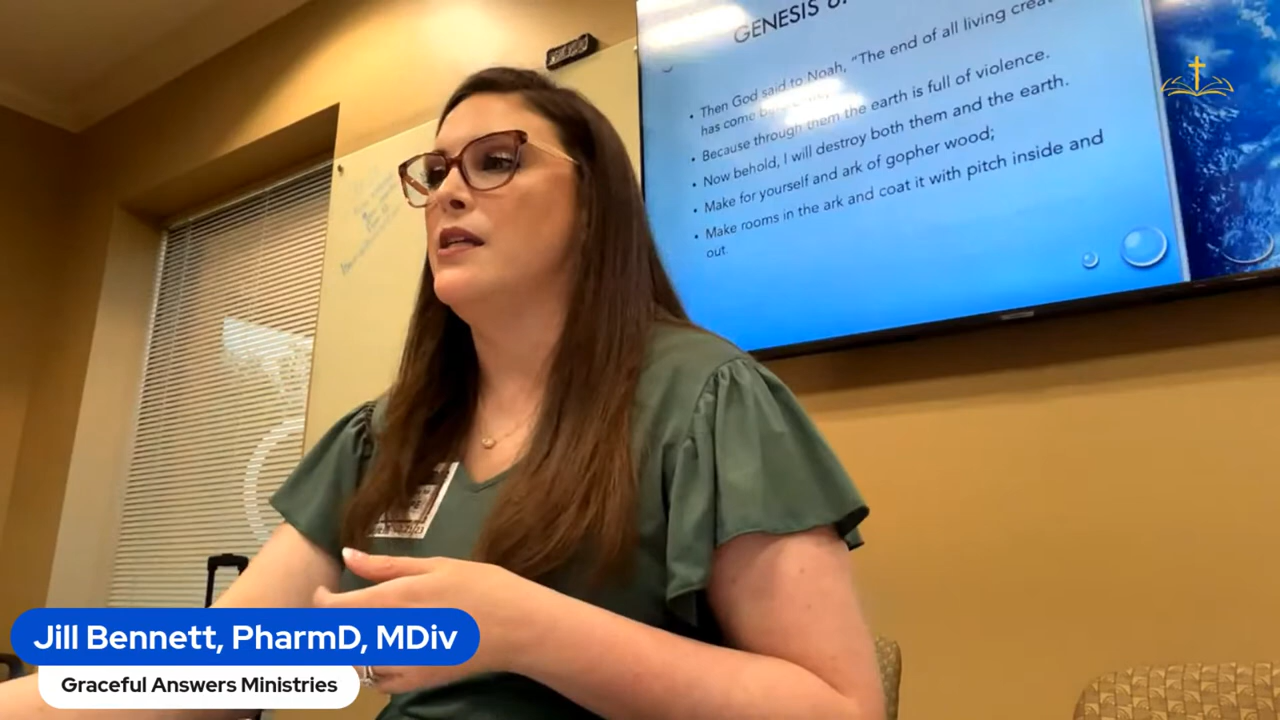 GENESIS 6:
• Then God said to Noah, "The end of all living
has come
• Because through them the earth is full of violence.
• Now behold, I will destroy both them and the earth.
• Make for yourself and ark of gopher wood;
• Make rooms in the ark and coat it with pitch inside and
out.
Jill Bennett, PharmD, MDiv
Graceful Answers Ministries